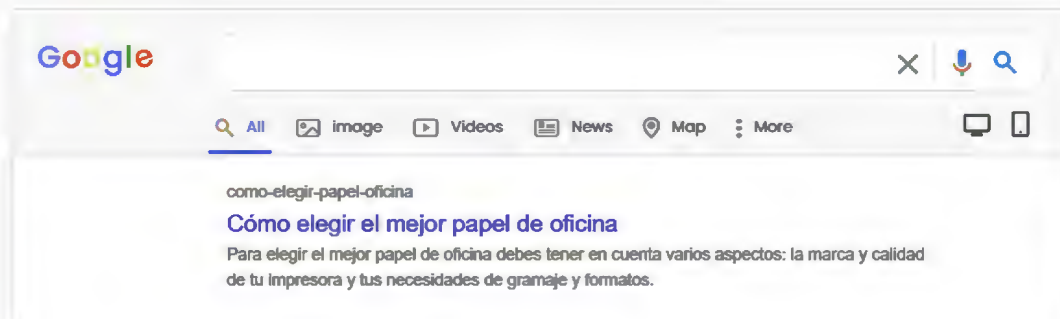 Google
All image Videos News Map More
como-elegir-papel-oficina
Cómo elegir el mejor papel de oficina
Para elegir el mejor papel de oficina debes tener en cuenta varios aspectos: la marca y calidad
de tu impresora y tus necesidades de gramaje y formatos.